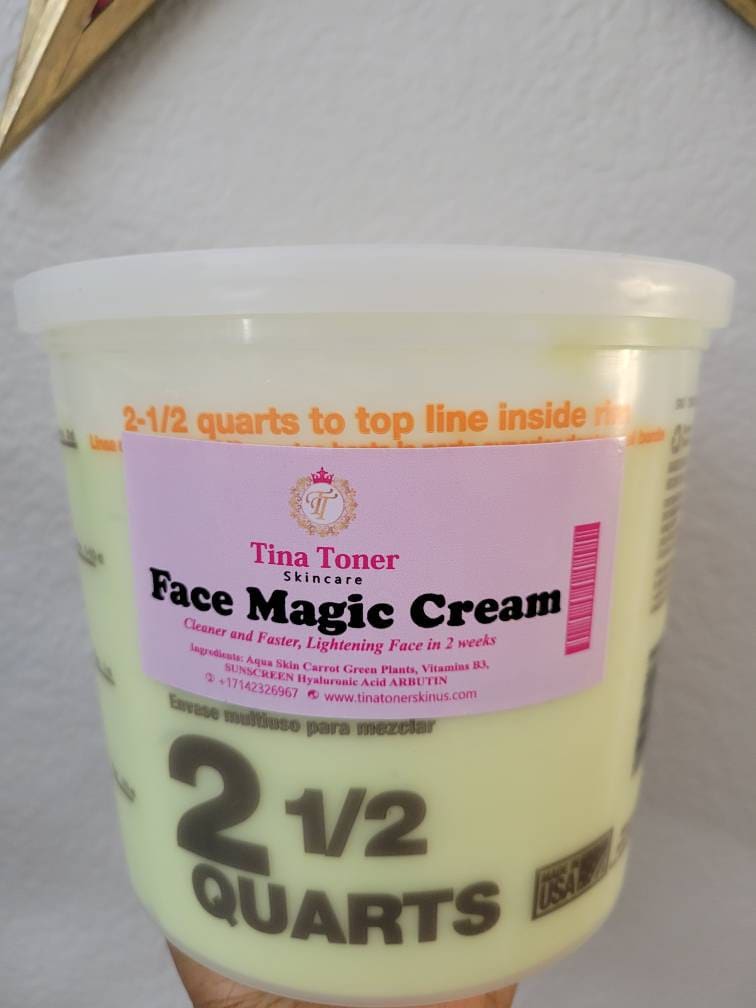 2-1/2 quarts to top line inside
TT
Tina Toner
Skincare
Face Magic Cream
Cleaner and Faster, Lightening Face in 2 weeks
Ingredients: Aqua Skin Carrot Green Plants, Vitamins B3,
SUNSCREEN Hyaluronic Acid ARBUTIN
+17142326967 www.tinatonerskinus.com
Envase multiuso para mezclar
2 1/2
QUARTS
MADE IN
USA